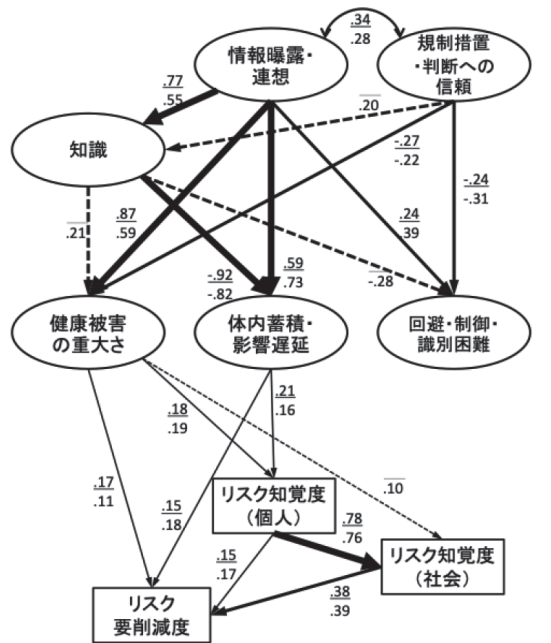 .34
.28
情報曝露・
連想
規制措置
・判断への
信頼
.77
.55
.20
知識
-.27
-.22
-.24
-.31
.21
.87
.59
.24
.39
-.92
-.82
.59
.73
-.28
健康被害
の重大さ
体内蓄積・
影響遅延
回避・制御・
識別困難
.18
.19
.21
.16
.17
.11
.15
.18
.10
リスク知覚度
(個人)
.78
.76
リスク知覚度
(社会)
.15
.17
.38
.39
リスク
要削減度